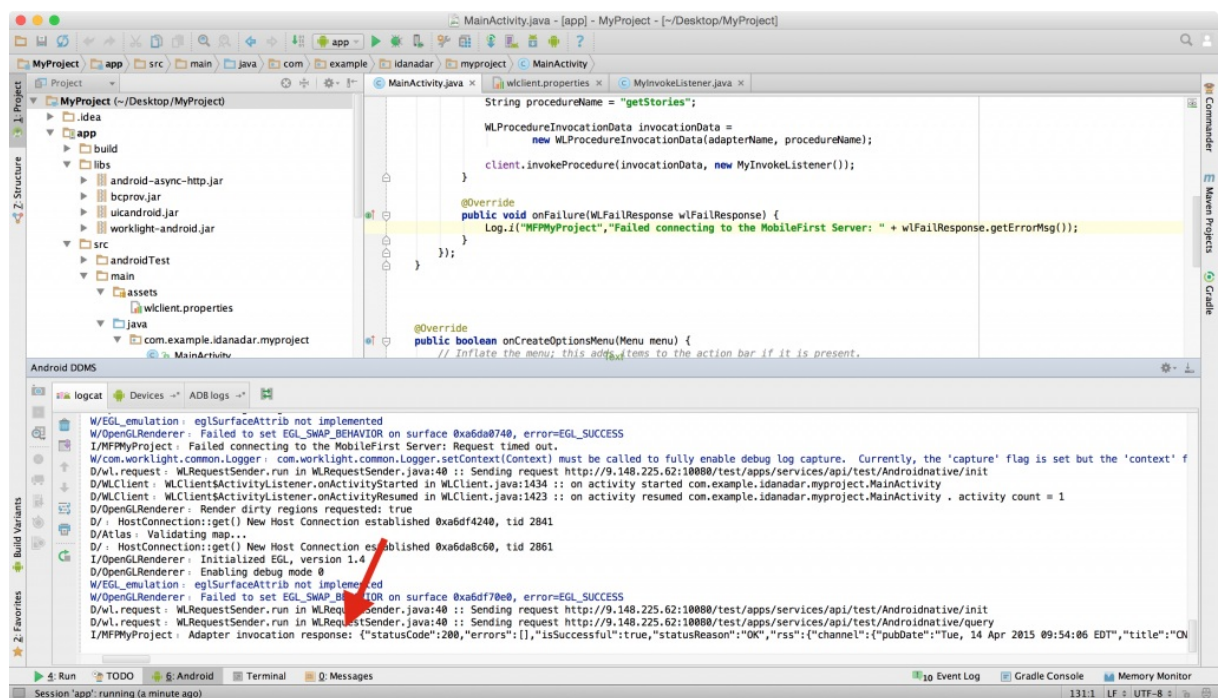 MainActivity.java - [app] - MyProject - [~/Desktop/MyProject]
app
MyProject app src main java com example idanadar myproject MainActivity
Project
MainActivity.java × wlclient.properties × MyInvokeListener.java ×
1: Project
Z: Structure
Build Variants
2: Favorites
Commander
Maven Projects
Gradle
MyProject (~/Desktop/MyProject)
.idea
app
build
libs
android-async-http.jar
bcprov.jar
uicandroid.jar
worklight-android.jar
src
androidTest
main
assets
wlclient.properties
java
com.example.idanadar.myproject
MainActivity
String procedureName = "getStories";
WLProcedureInvocationData invocationData =
new WLProcedureInvocationData(adapterName, procedureName);
client.invokeProcedure(invocationData, new MyInvokeListener());
}
@Override
public void onFailure(WLFailResponse wlFailResponse) {
Log.i("MFPMyProject","Failed connecting to the MobileFirst Server: " + wlFailResponse.getErrorMsg());
}
});
}
@Override
public boolean onCreateOptionsMenu(Menu menu) {
// Inflate the menu; this adds items to the action bar if it is present.
Text
Android DDMS
logcat Devices ADB logs
W/EGL_emulation﹕ eglSurfaceAttrib not implemented
W/OpenGLRenderer﹕ Failed to set EGL_SWAP_BEHAVIOR on surface 0xa6da0740, error=EGL_SUCCESS
I/MFPMyProject﹕ Failed connecting to the MobileFirst Server: Request timed out.
W/com.worklight.common.Logger﹕ com.worklight.common.Logger.setContext(Context) must be called to fully enable debug log capture. Currently, the 'capture' flag is set but the 'context' f
D/wl.request﹕ WLRequestSender.run in WLRequestSender.java:40 :: Sending request http://9.148.225.62:10080/test/apps/services/api/test/Androidnative/init
D/WLClient﹕ WLClient$ActivityListener.onActivityStarted in WLClient.java:1434 :: on activity started com.example.idanadar.myproject.MainActivity
D/WLClient﹕ WLClient$ActivityListener.onActivityResumed in WLClient.java:1423 :: on activity resumed com.example.idanadar.myproject.MainActivity . activity count = 1
D/OpenGLRenderer﹕ Render dirty regions requested: true
D/﹕ HostConnection::get() New Host Connection established 0xa6df4240, tid 2841
D/Atlas﹕ Validating map...
D/﹕ HostConnection::get() New Host Connection established 0xa6da8c60, tid 2861
I/OpenGLRenderer﹕ Initialized EGL, version 1.4
D/OpenGLRenderer﹕ Enabling debug mode 0
W/EGL_emulation﹕ eglSurfaceAttrib not implemented
W/OpenGLRenderer﹕ Failed to set EGL_SWAP_BEHAVIOR on surface 0xa6df70e0, error=EGL_SUCCESS
D/wl.request﹕ WLRequestSender.run in WLRequestSender.java:40 :: Sending request http://9.148.225.62:10080/test/apps/services/api/test/Androidnative/init
D/wl.request﹕ WLRequestSender.run in WLRequestSender.java:40 :: Sending request http://9.148.225.62:10080/test/apps/services/api/test/Androidnative/query
I/MFPMyProject﹕ Adapter invocation response: {"statusCode":200,"errors":[],"isSuccessful":true,"statusReason":"OK","rss":{"channel":{"pubDate":"Tue, 14 Apr 2015 09:54:06 EDT","title":"CN
4: Run TODO 6: Android Terminal 0: Messages 10 Event Log Gradle Console Memory Monitor
Session 'app': running (a minute ago) 131:1 LF UTF-8